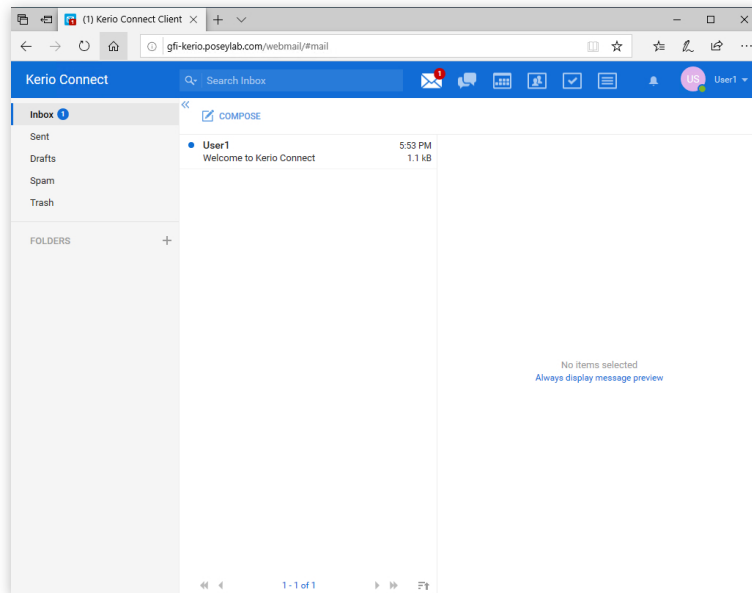 (1) Kerio Connect Client
gfi-kerio.poseylab.com/webmail/#mail
Kerio Connect
Search Inbox
1
US
User1
Inbox 1
Sent
Drafts
Spam
Trash
FOLDERS
COMPOSE
User1 5:53 PM
Welcome to Kerio Connect 1.1 kB
No items selected
Always display message preview
1 - 1 of 1